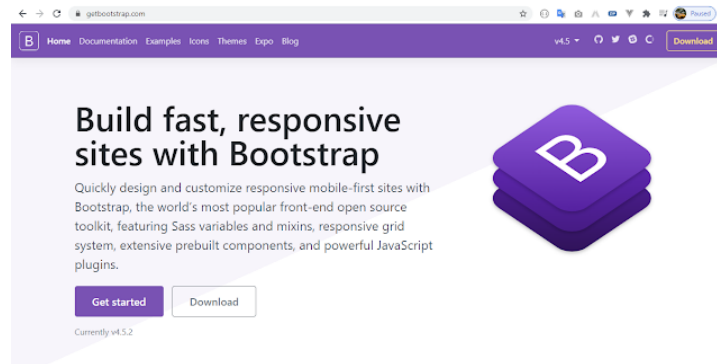 getbootstrap.com
Paused
B Home Documentation Examples Icons Themes Expo Blog v4.5 Download
Build fast, responsive
sites with Bootstrap
B
Quickly design and customize responsive mobile-first sites with
Bootstrap, the world's most popular front-end open source
toolkit, featuring Sass variables and mixins, responsive grid
system, extensive prebuilt components, and powerful JavaScript
plugins.
Get started Download
Currently v4.5.2